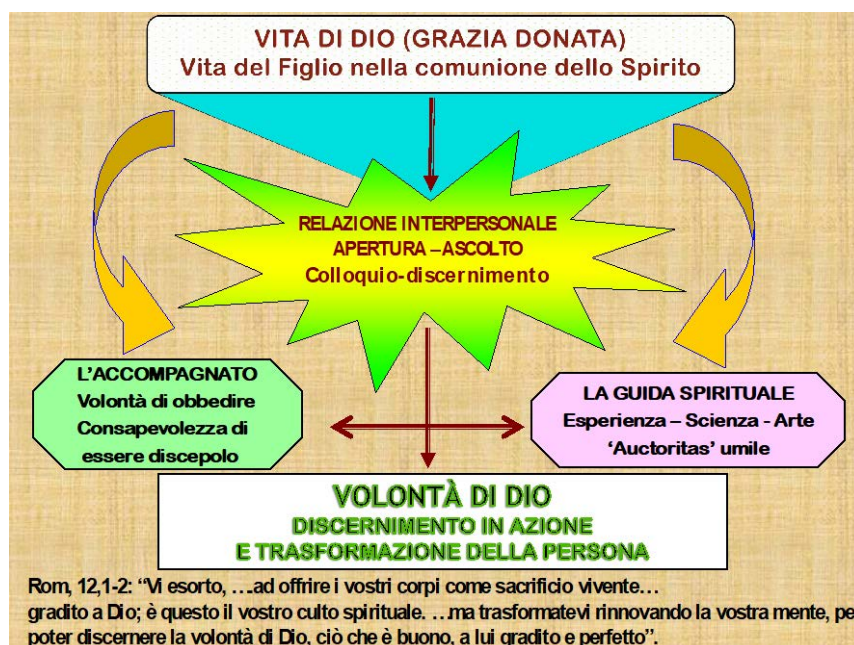 VITA DI DIO (GRAZIA DONATA)
Vita del Figlio nella comunione dello Spirito
RELAZIONE INTERPERSONALE
APERTURA –ASCOLTO
Colloquio-discernimento
L'ACCOMPAGNATO
Volontà di obbedire
Consapevolezza di
essere discepolo
LA GUIDA SPIRITUALE
Esperienza – Scienza - Arte
'Auctoritas' umile
VOLONTÀ DI DIO
DISCERNIMENTO IN AZIONE
E TRASFORMAZIONE DELLA PERSONA
Rom, 12,1-2: “Vi esorto, ….ad offrire i vostri corpi come sacrificio vivente…
gradito a Dio; è questo il vostro culto spirituale. …ma trasformatevi rinnovando la vostra mente, pe
poter discernere la volontà di Dio, ciò che è buono, a lui gradito e perfetto”.